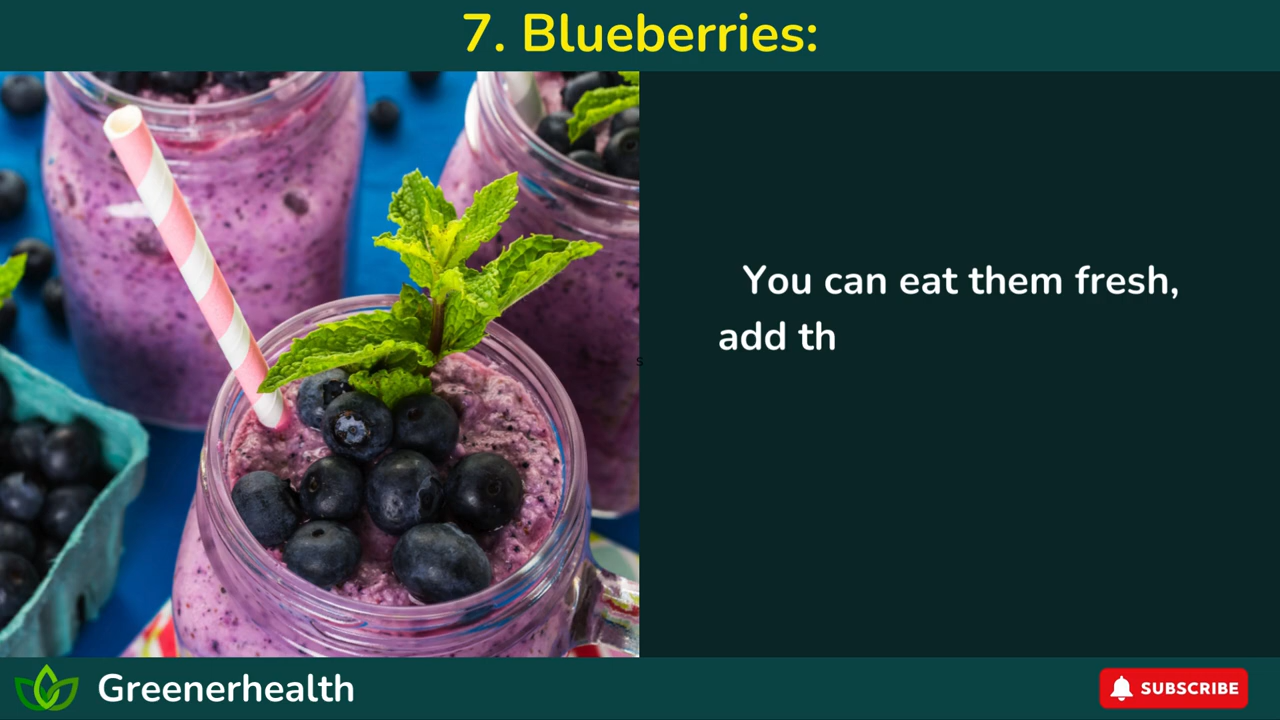 7. Blueberries:
You can eat them fresh,
add th
s
Greenerhealth
SUBSCRIBE